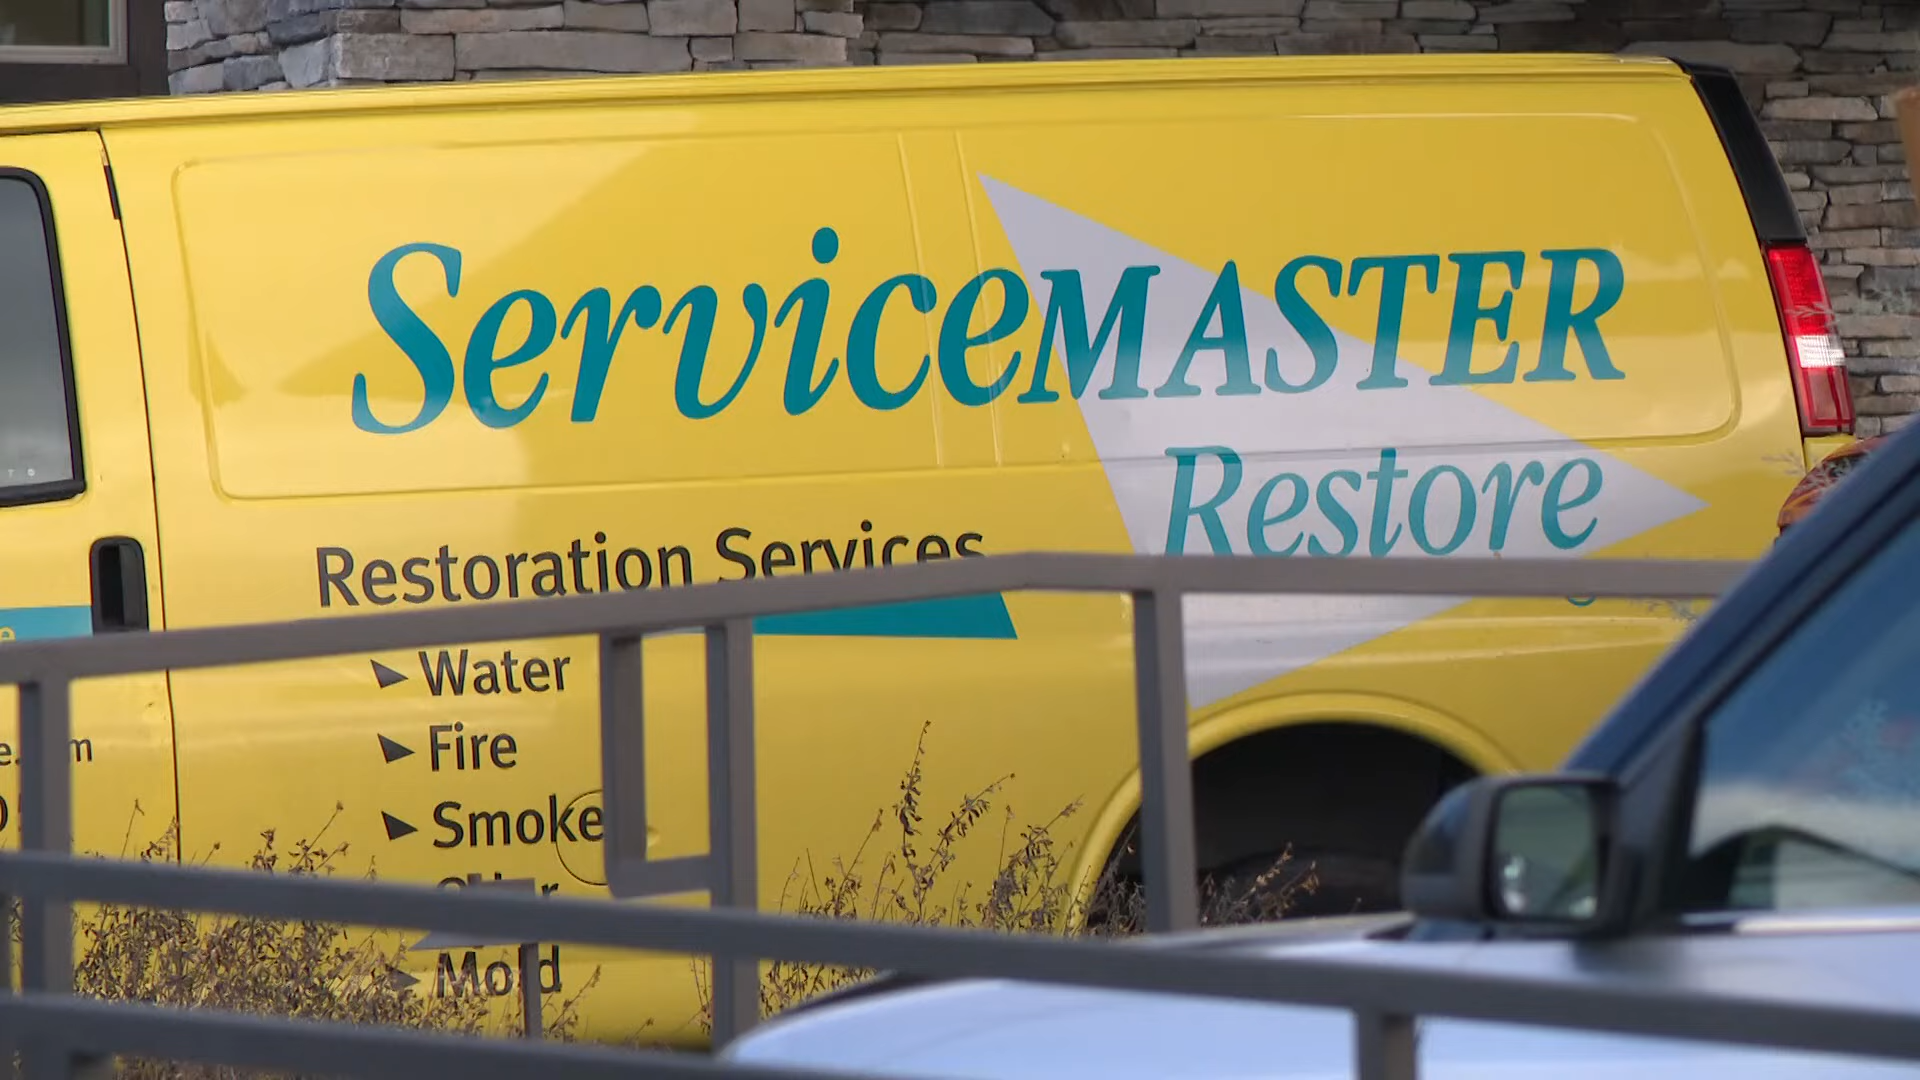 ServiceMASTER
Restore
Restoration Services
Water
Fire
Smoke
Mold